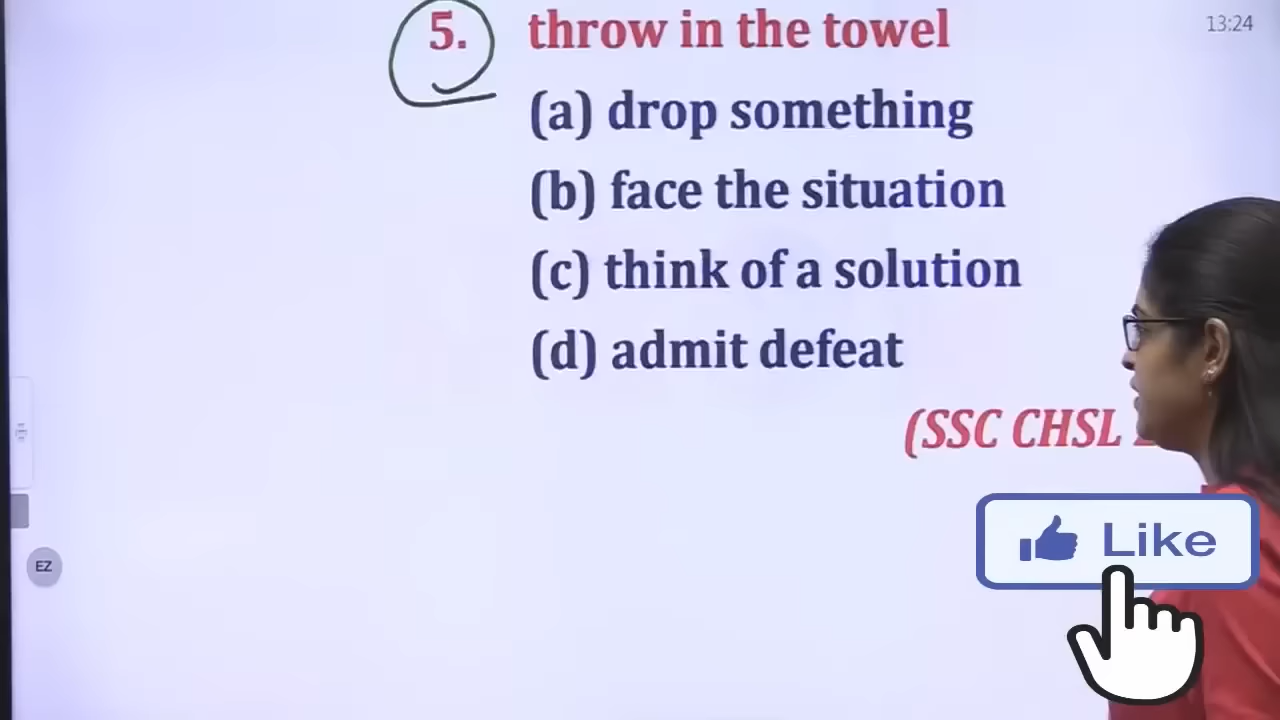 13:24
5. throw in the towel
(a) drop something
(b) face the situation
(c) think of a solution
(d) admit defeat
(SSC CHSL
Like
EZ